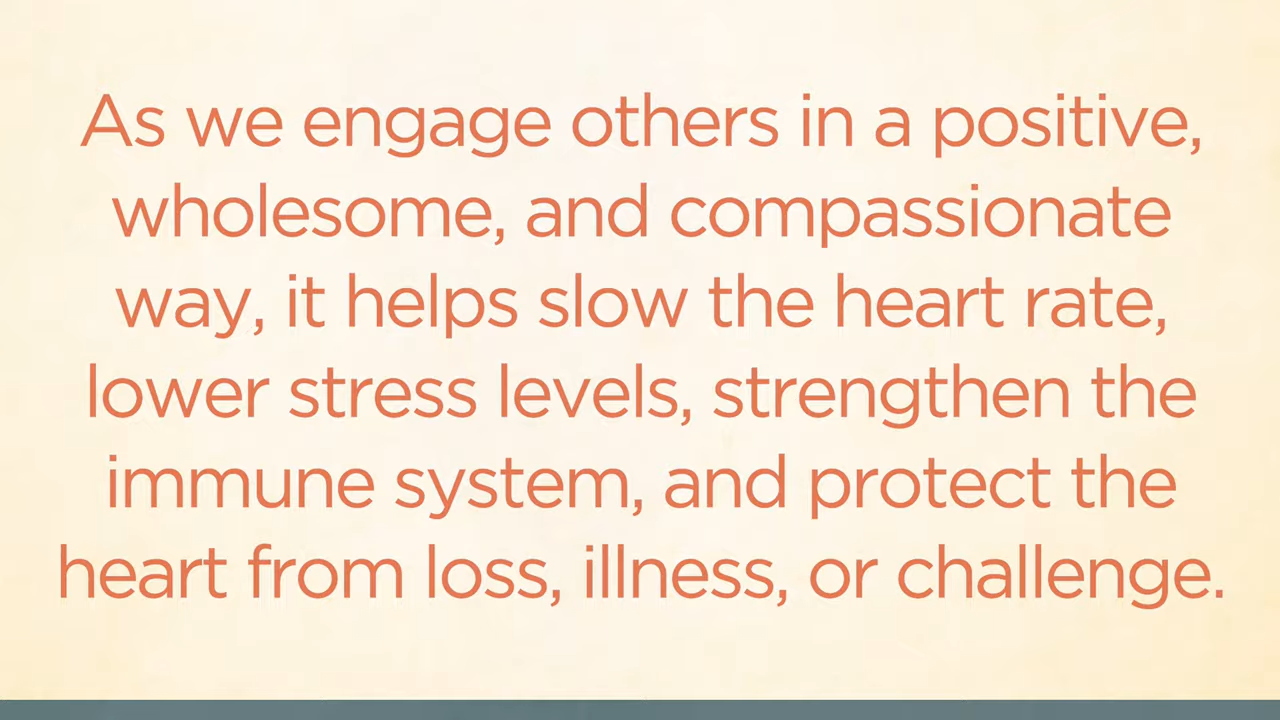 As we engage others in a positive,
wholesome, and compassionate
way, it helps slow the heart rate,
lower stress levels, strengthen the
immune system, and protect the
heart from loss, illness, or challenge.